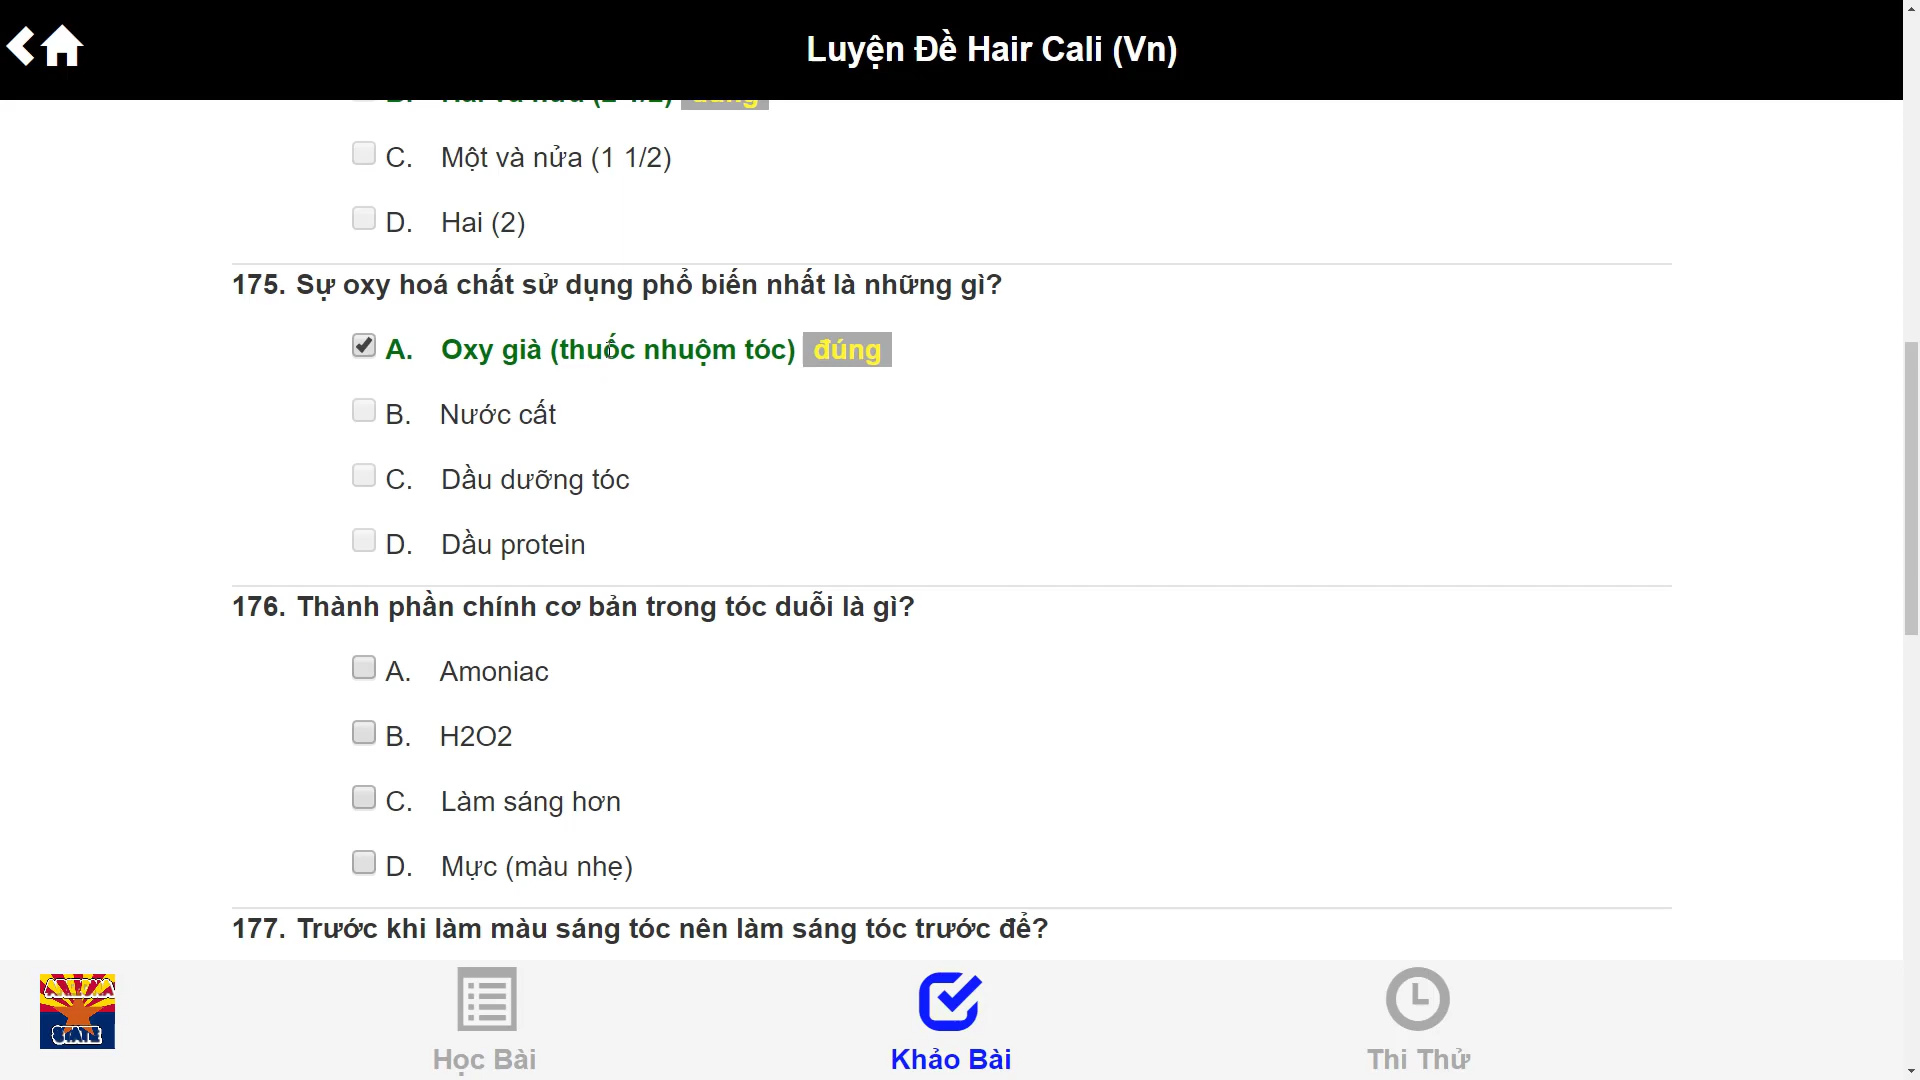 Luyện Đề Hair Cali (Vn)
C. Một và nửa (1 1/2)
D. Hai (2)
175. Sự oxy hoá chất sử dụng phổ biến nhất là những gì?
A. Oxy già (thuốc nhuộm tóc) đúng
B. Nước cất
C. Dầu dưỡng tóc
D. Dầu protein
176. Thành phần chính cơ bản trong tóc duỗi là gì?
A. Amoniac
B. H2O2
C. Làm sáng hơn
D. Mực (màu nhẹ)
177. Trước khi làm màu sáng tóc nên làm sáng tóc trước để?
ARIZONA
STATE
Học Bài
Khảo Bài
Thi Thử